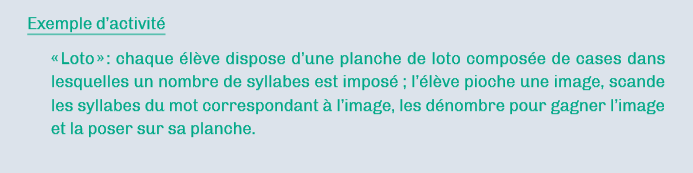 Exemple d’activité
«Loto»: chaque élève dispose d’une planche de loto composée de cases dans
lesquelles un nombre de syllabes est imposé ; l’élève pioche une image, scande
les syllabes du mot correspondant à l’image, les dénombre pour gagner l’image
et la poser sur sa planche.